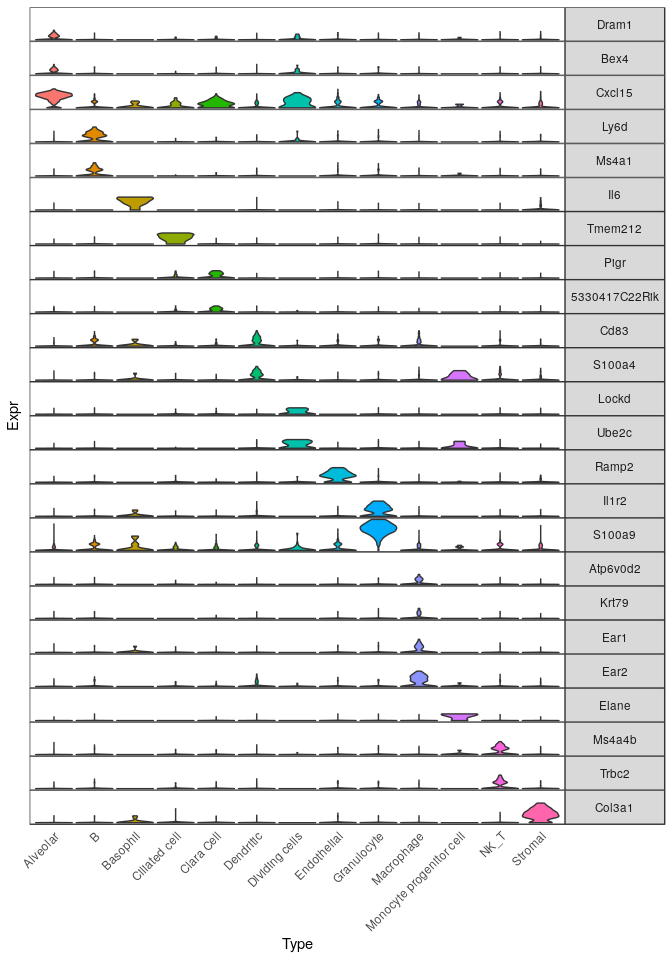 Dram1
Bex4
Cxcl15
Ly6d
Ms4a1
Il6
Tmem212
Pigr
5330417C22Rik
Cd83
S100a4
Lockd
Ube2c
Ramp2
Il1r2
S100a9
Atp6v0d2
Krt79
Ear1
Ear2
Elane
Ms4a4b
Trbc2
Col3a1
Expr
Alveolar
B
Basophil
Ciliated cell
Clara Cell
Dendritic
Dividing cells
Endothelial
Granulocyte
Macrophage
Monocyte progenitor cell
NK_T
Stromal
Type